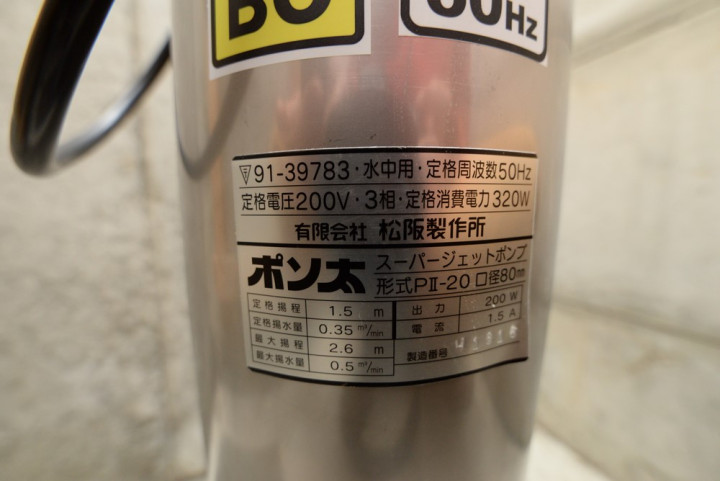 Hz
▽〒91-39783・水中用・定格周波数50Hz
定格電圧200V・3相・定格消費電力320W
有限会社 松阪製作所
ポソ太 スーパージェットポンプ
形式PⅡ-20 口径80mm
定格揚程 1.5 m 出力 200 W
定格揚水量 0.35 m³/min 電流 1.5 A
最大揚程 2.6 m 製造番号
最大揚水量 0.5 m³/min